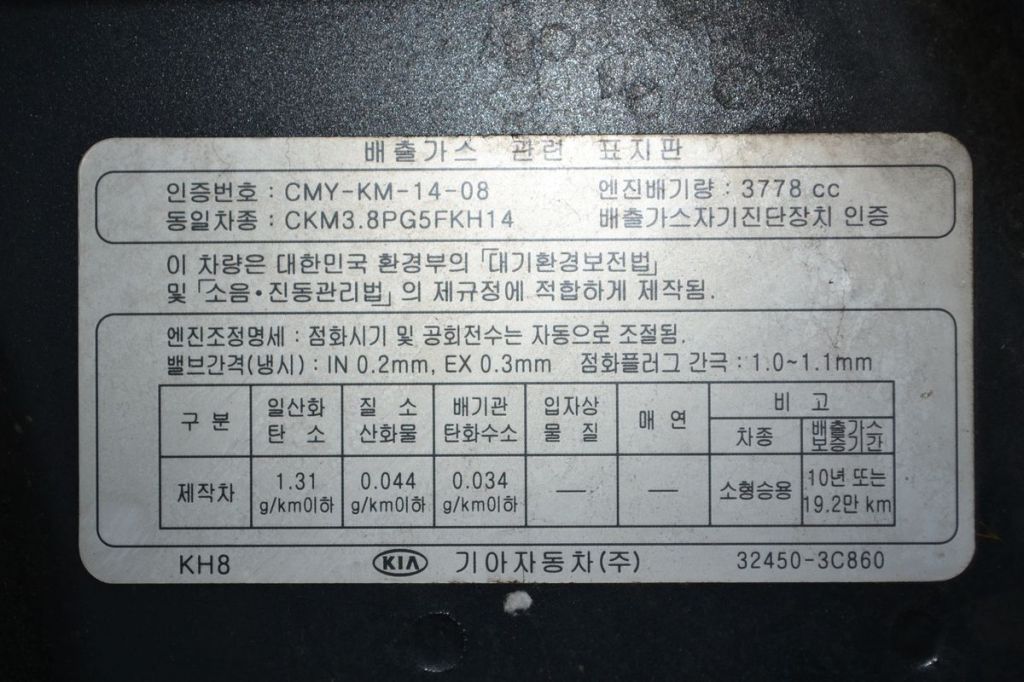 배출가스 관련 표지판
인증번호 : CMY-KM-14-08 엔진배기량 : 3778 cc
동일차종 : CKM3.8PG5FKH14 배출가스자기진단장치 인증
이 차량은 대한민국 환경부의 「대기환경보전법」
및 「소음·진동관리법」의 제규정에 적합하게 제작됨.
엔진조정명세 : 점화시기 및 공회전수는 자동으로 조절됨.
밸브간격(냉시) : IN 0.2mm, EX 0.3mm 점화플러그 간극 : 1.0~1.1mm
구 분 일산화 탄 소 질 소 산화물 배기관 탄화수소 입자상 물 질 매 연 비 고
차종 배출가스 보증기간
제작차 1.31 g/km이하 0.044 g/km이하 0.034 g/km이하 — — 소형승용 10년 또는 19.2만 km
KH8 KIA 기아자동차(주) 32450-3C860